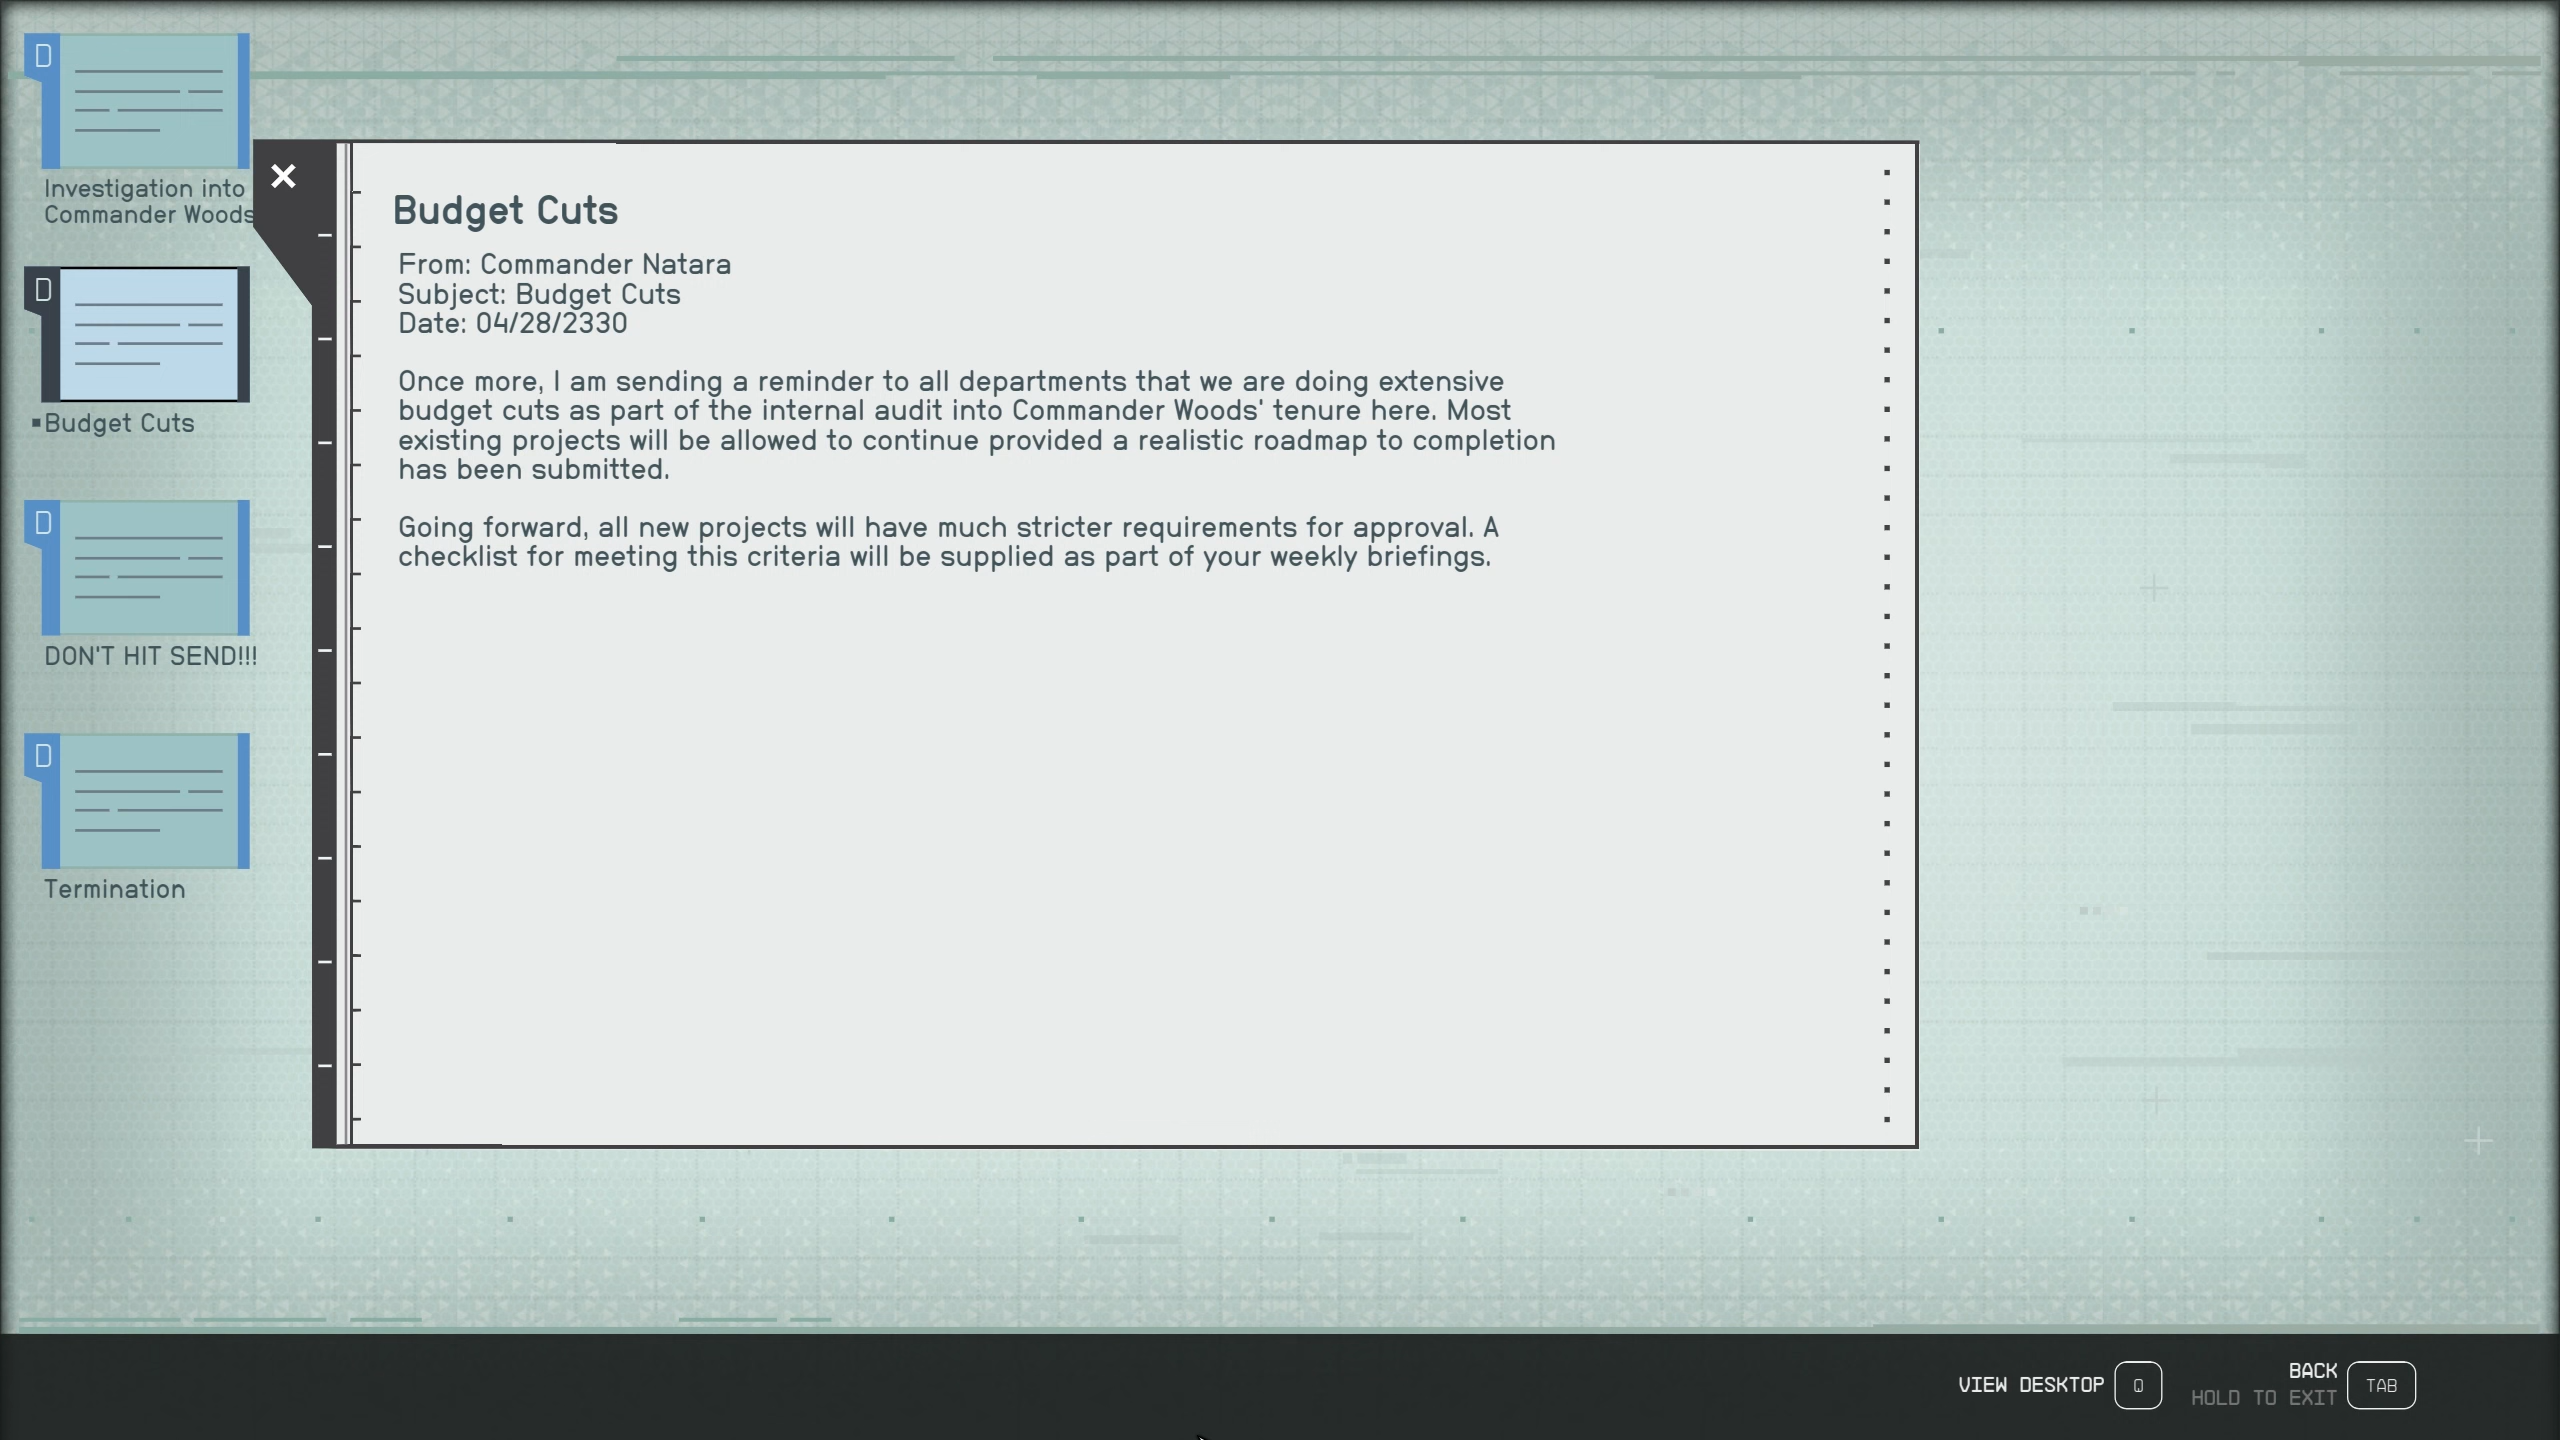 D
Investigation into
Commander Woods
D
Budget Cuts
D
DON'T HIT SEND!!!
D
Termination
Budget Cuts
From: Commander Natara
Subject: Budget Cuts
Date: 04/28/2330
Once more, I am sending a reminder to all departments that we are doing extensive
budget cuts as part of the internal audit into Commander Woods' tenure here. Most
existing projects will be allowed to continue provided a realistic roadmap to completion
has been submitted.
Going forward, all new projects will have much stricter requirements for approval. A
checklist for meeting this criteria will be supplied as part of your weekly briefings.
VIEW DESKTOP Q
BACK
HOLD TO EXIT TAB